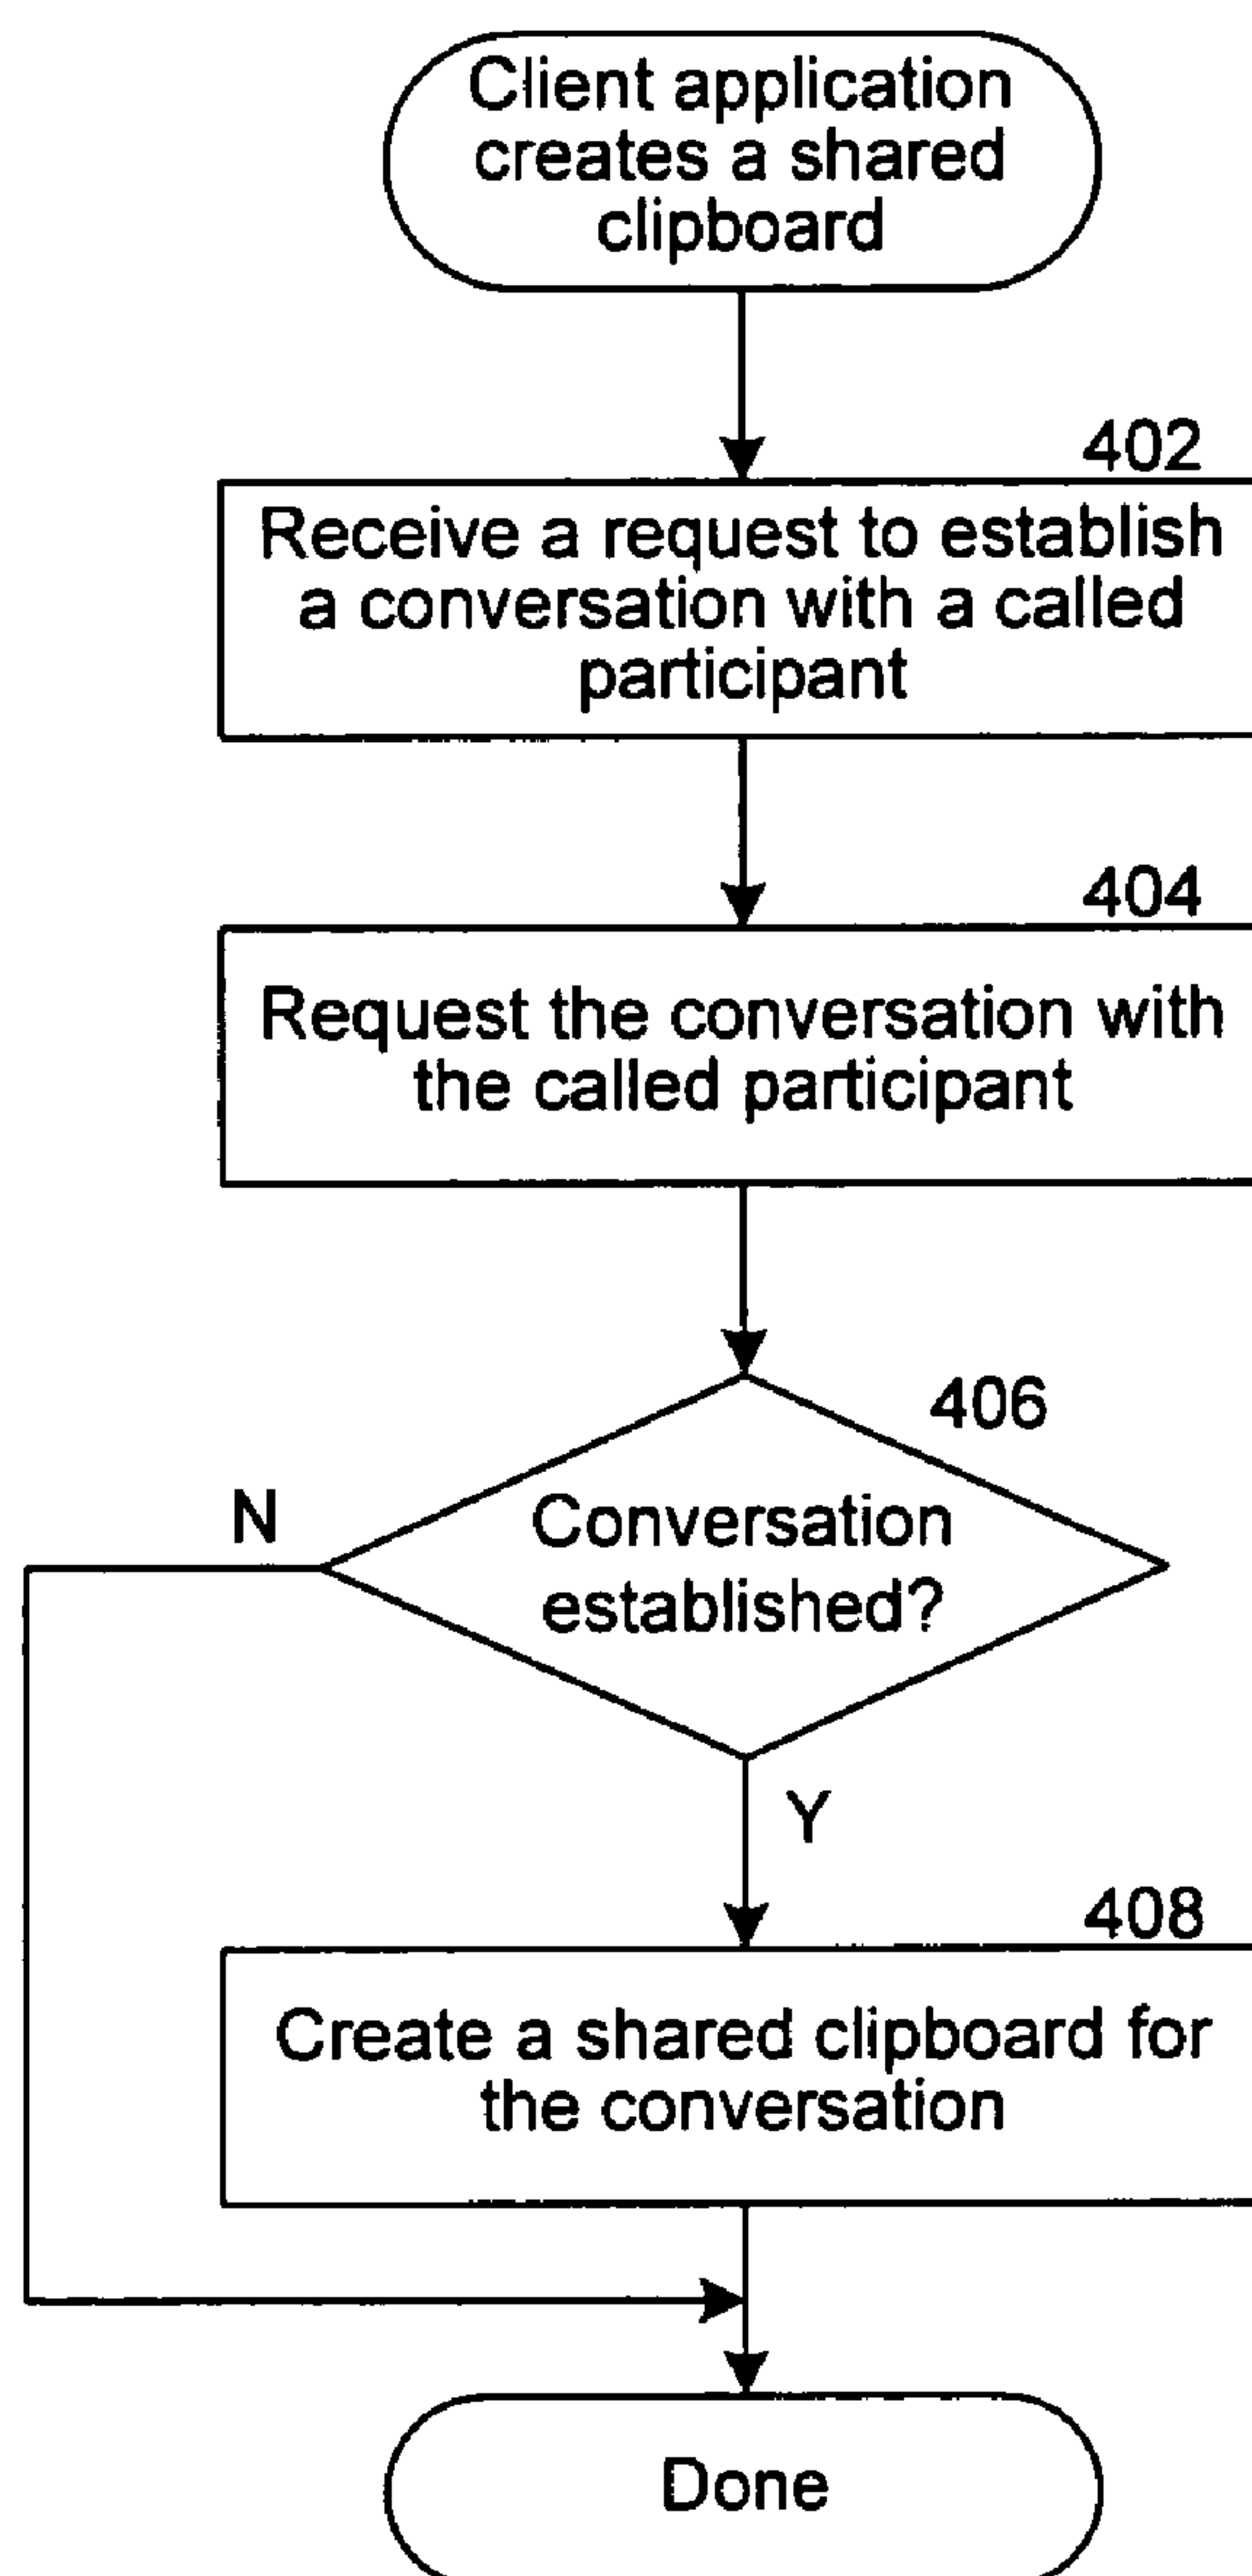 Client application
creates a shared
clipboard
402
Receive a request to establish
a conversation with a called
participant
404
Request the conversation with
the called participant
406
Conversation
established?
N
Y
408
Create a shared clipboard for
the conversation
Done